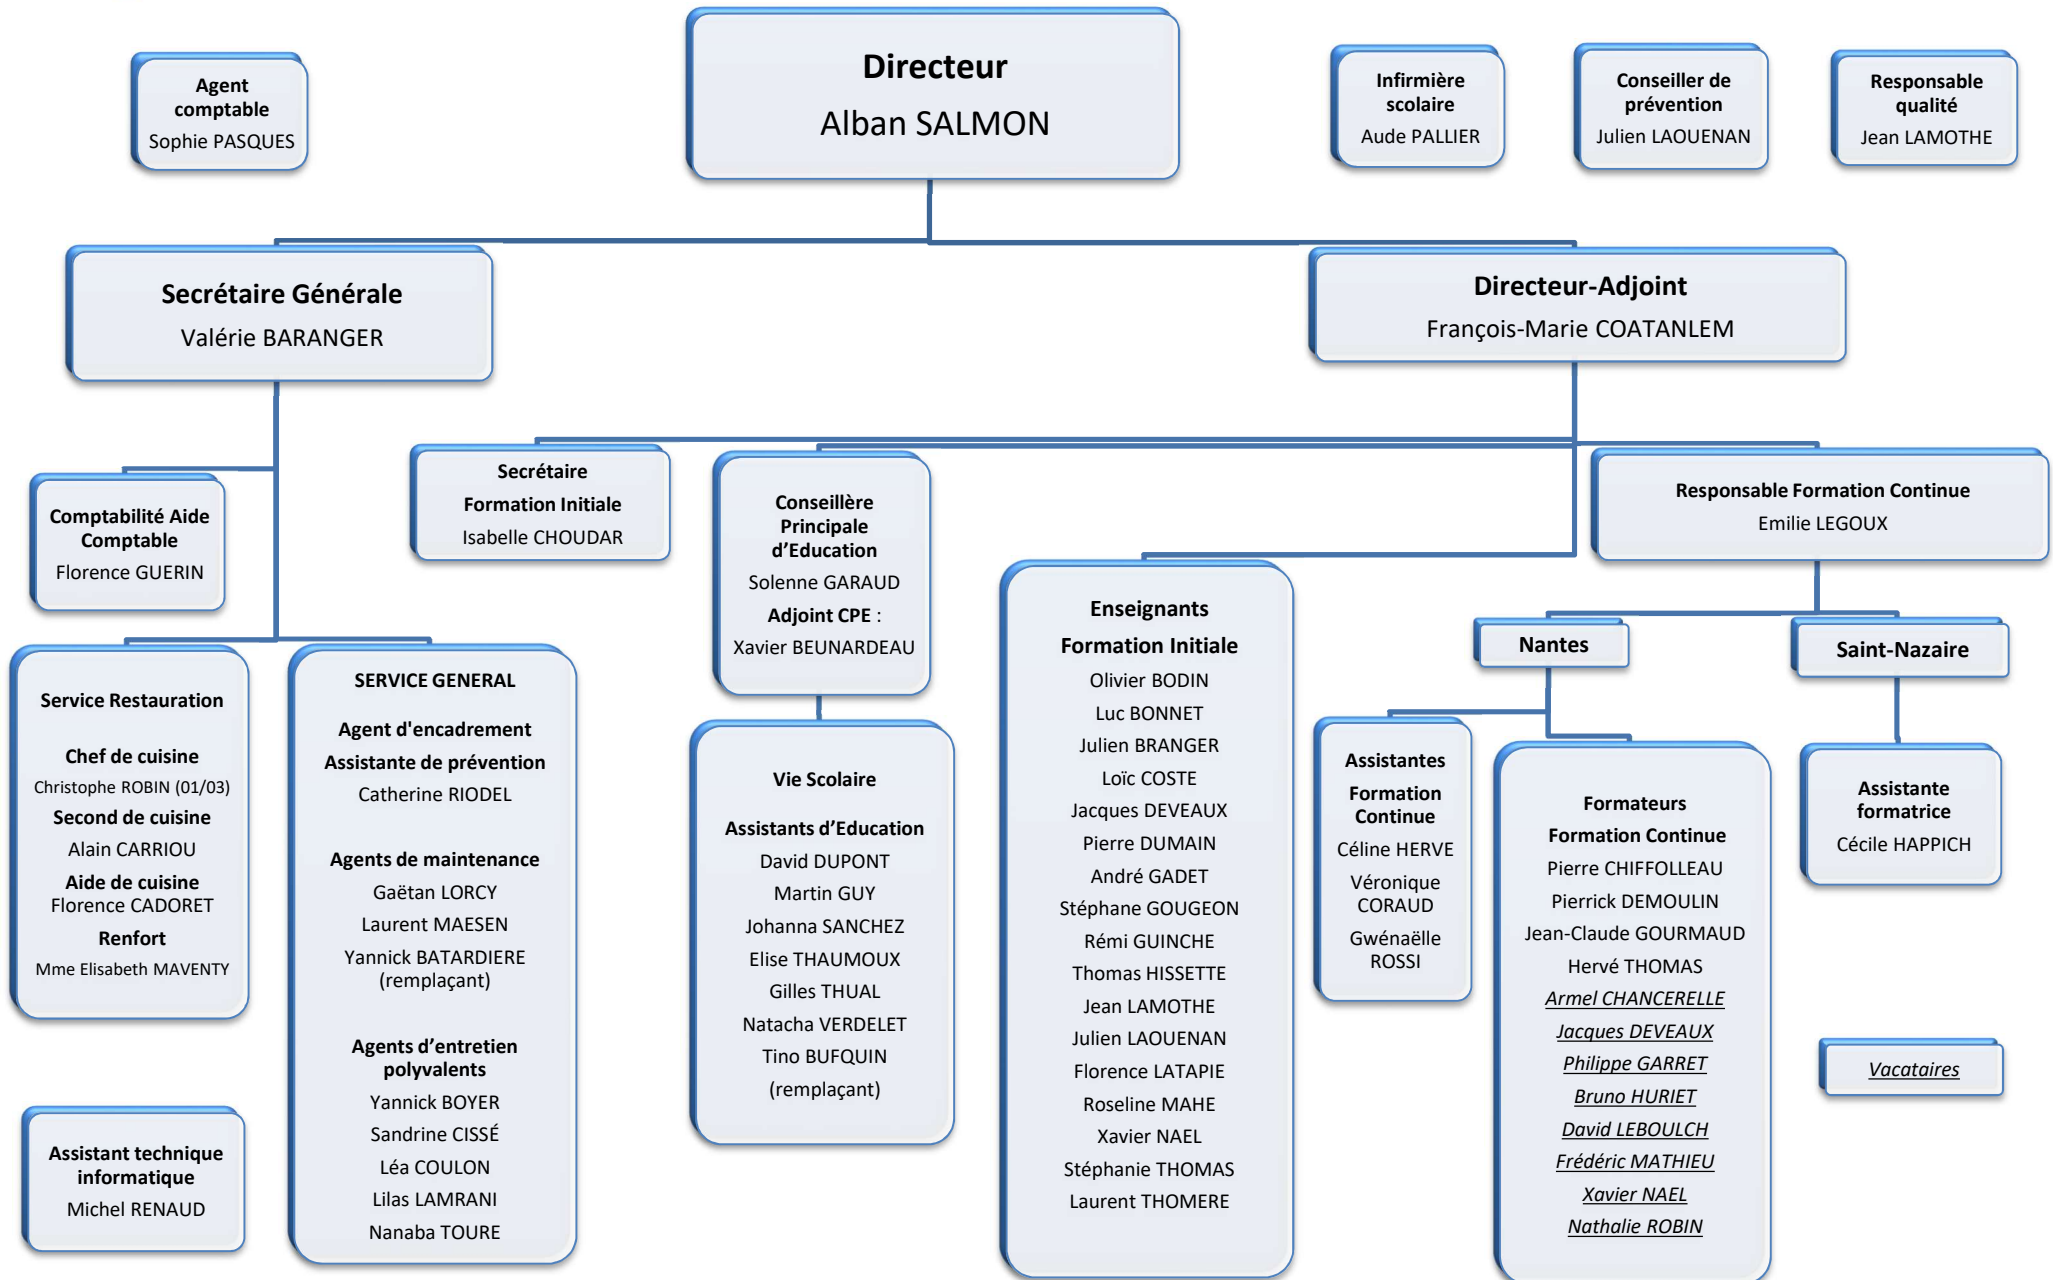 Agent
comptable
Sophie PASQUES
Directeur
Alban SALMON
Infirmière
scolaire
Aude PALLIER
Conseiller de
prévention
Julien LAOUENAN
Responsable
qualité
Jean LAMOTHE
Secrétaire Générale
Valérie BARANGER
Directeur-Adjoint
François-Marie COATANLEM
Comptabilité Aide
Comptable
Florence GUERIN
Secrétaire
Formation Initiale
Isabelle CHOUDAR
Conseillère
Principale
d’Education
Solenne GARAUD
Adjoint CPE :
Xavier BEUNARDEAU
Responsable Formation Continue
Emilie LEGOUX
Nantes
Saint-Nazaire
Service Restauration
Chef de cuisine
Christophe ROBIN (01/03)
Second de cuisine
Alain CARRIOU
Aide de cuisine
Florence CADORET
Renfort
Mme Elisabeth MAVENTY
SERVICE GENERAL
Agent d'encadrement
Assistante de prévention
Catherine RIODEL
Agents de maintenance
Gaëtan LORCY
Laurent MAESEN
Yannick BATARDIERE
(remplaçant)
Agents d’entretien
polyvalents
Yannick BOYER
Sandrine CISSÉ
Léa COULON
Lilas LAMRANI
Nanaba TOURE
Assistant technique
informatique
Michel RENAUD
Vie Scolaire
Assistants d’Education
David DUPONT
Martin GUY
Johanna SANCHEZ
Elise THAUMOUX
Gilles THUAL
Natacha VERDELET
Tino BUFQUIN
(remplaçant)
Enseignants
Formation Initiale
Olivier BODIN
Luc BONNET
Julien BRANGER
Loïc COSTE
Jacques DEVEAUX
Pierre DUMAIN
André GADET
Stéphane GOUGEON
Rémi GUINCHE
Thomas HISSETTE
Jean LAMOTHE
Julien LAOUENAN
Florence LATAPIE
Roseline MAHE
Xavier NAEL
Stéphanie THOMAS
Laurent THOMERE
Assistantes
Formation
Continue
Céline HERVE
Véronique
CORAUD
Gwénaëlle
ROSSI
Formateurs
Formation Continue
Pierre CHIFFOLLEAU
Pierrick DEMOULIN
Jean-Claude GOURMAUD
Hervé THOMAS
Armel CHANCERELLE
Jacques DEVEAUX
Philippe GARRET
Bruno HURIET
David LEBOULCH
Frédéric MATHIEU
Xavier NAEL
Nathalie ROBIN
Assistante
formatrice
Cécile HAPPICH
Vacataires